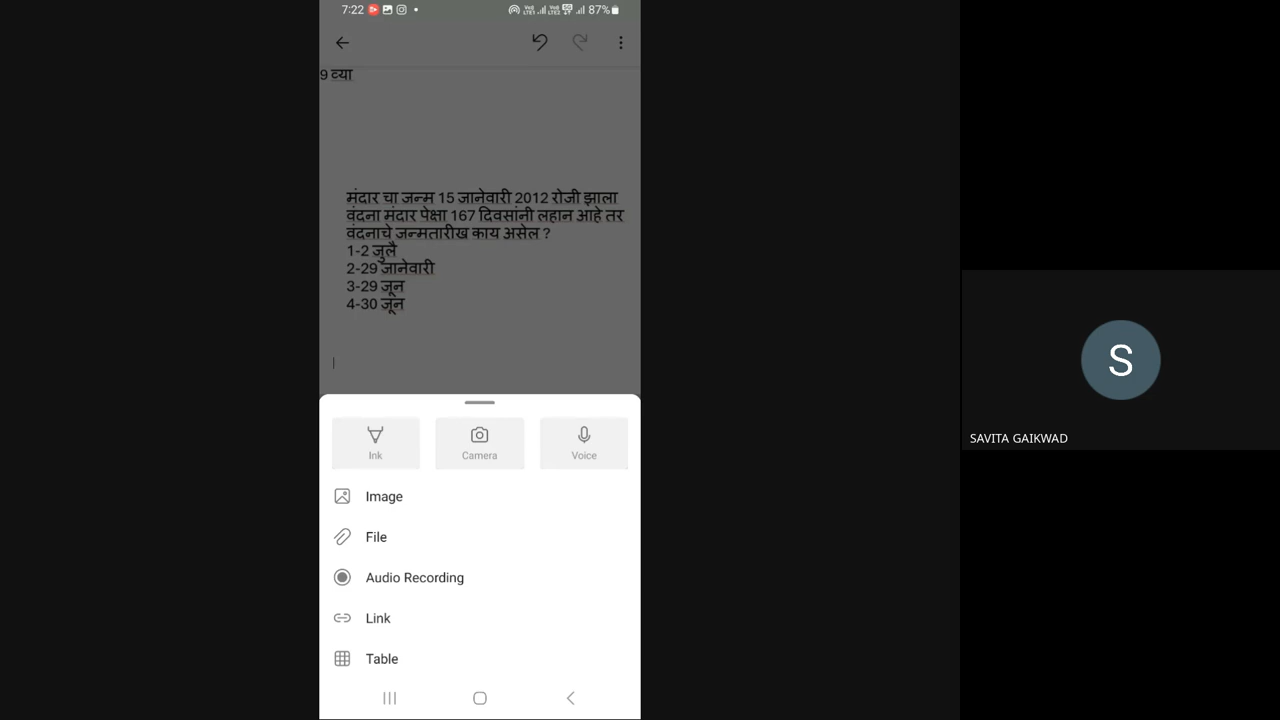 7:22 87%
9 व्या
मंदार चा जन्म 15 जानेवारी 2012 रोजी झाला
वंदना मंदार पेक्षा 167 दिवसांनी लहान आहे तर
वंदनाचे जन्मतारीख काय असेल ?
1-2 जुलै
2-29 जानेवारी
3-29 जून
4-30 जून
Ink Camera Voice
Image
File
Audio Recording
Link
Table
S
SAVITA GAIKWAD